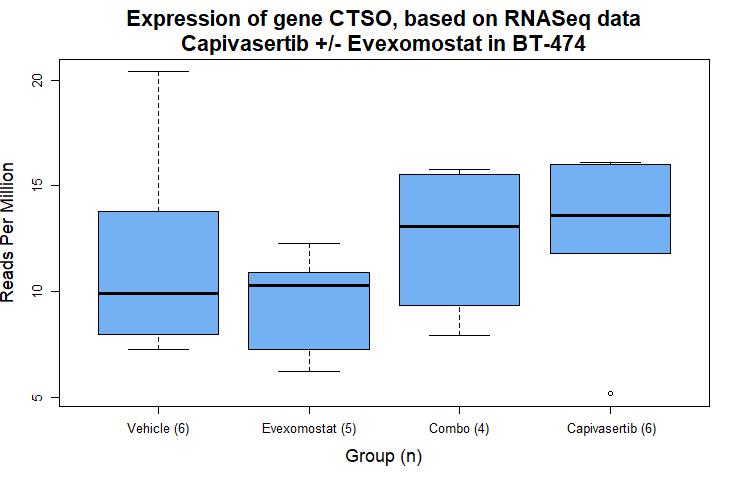 Expression of gene CTSO, based on RNASeq data
Capivasertib +/- Evexomostat in BT-474
Reads Per Million
20
15
10
5
Vehicle (6)
Evexomostat (5)
Combo (4)
Capivasertib (6)
Group (n)